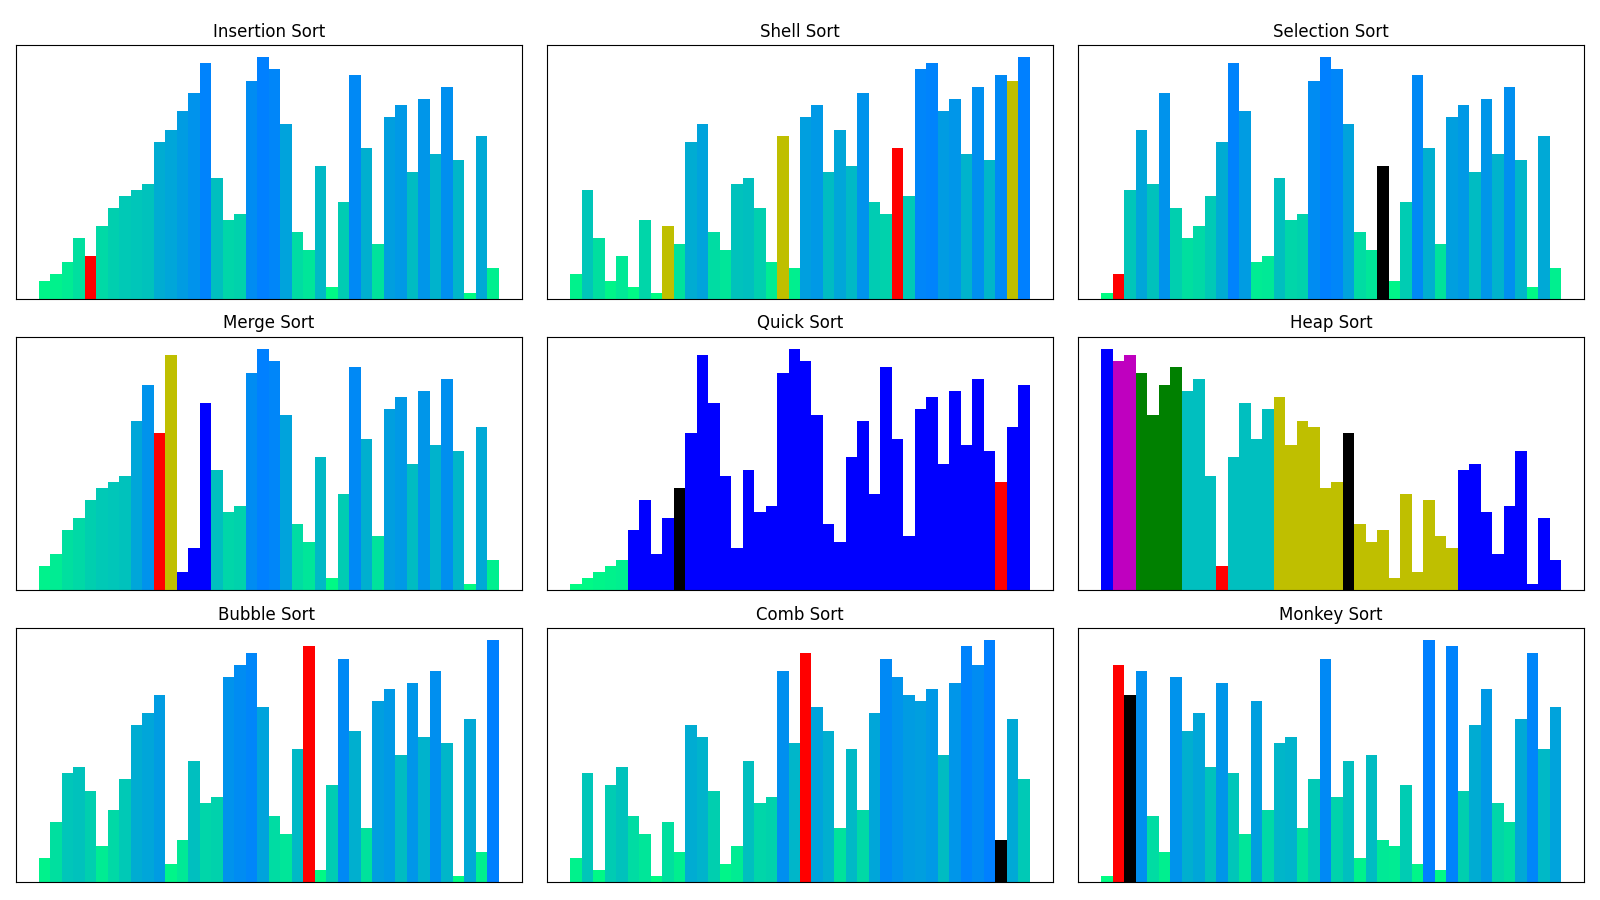 Insertion Sort
Shell Sort
Selection Sort
Merge Sort
Quick Sort
Heap Sort
Bubble Sort
Comb Sort
Monkey Sort